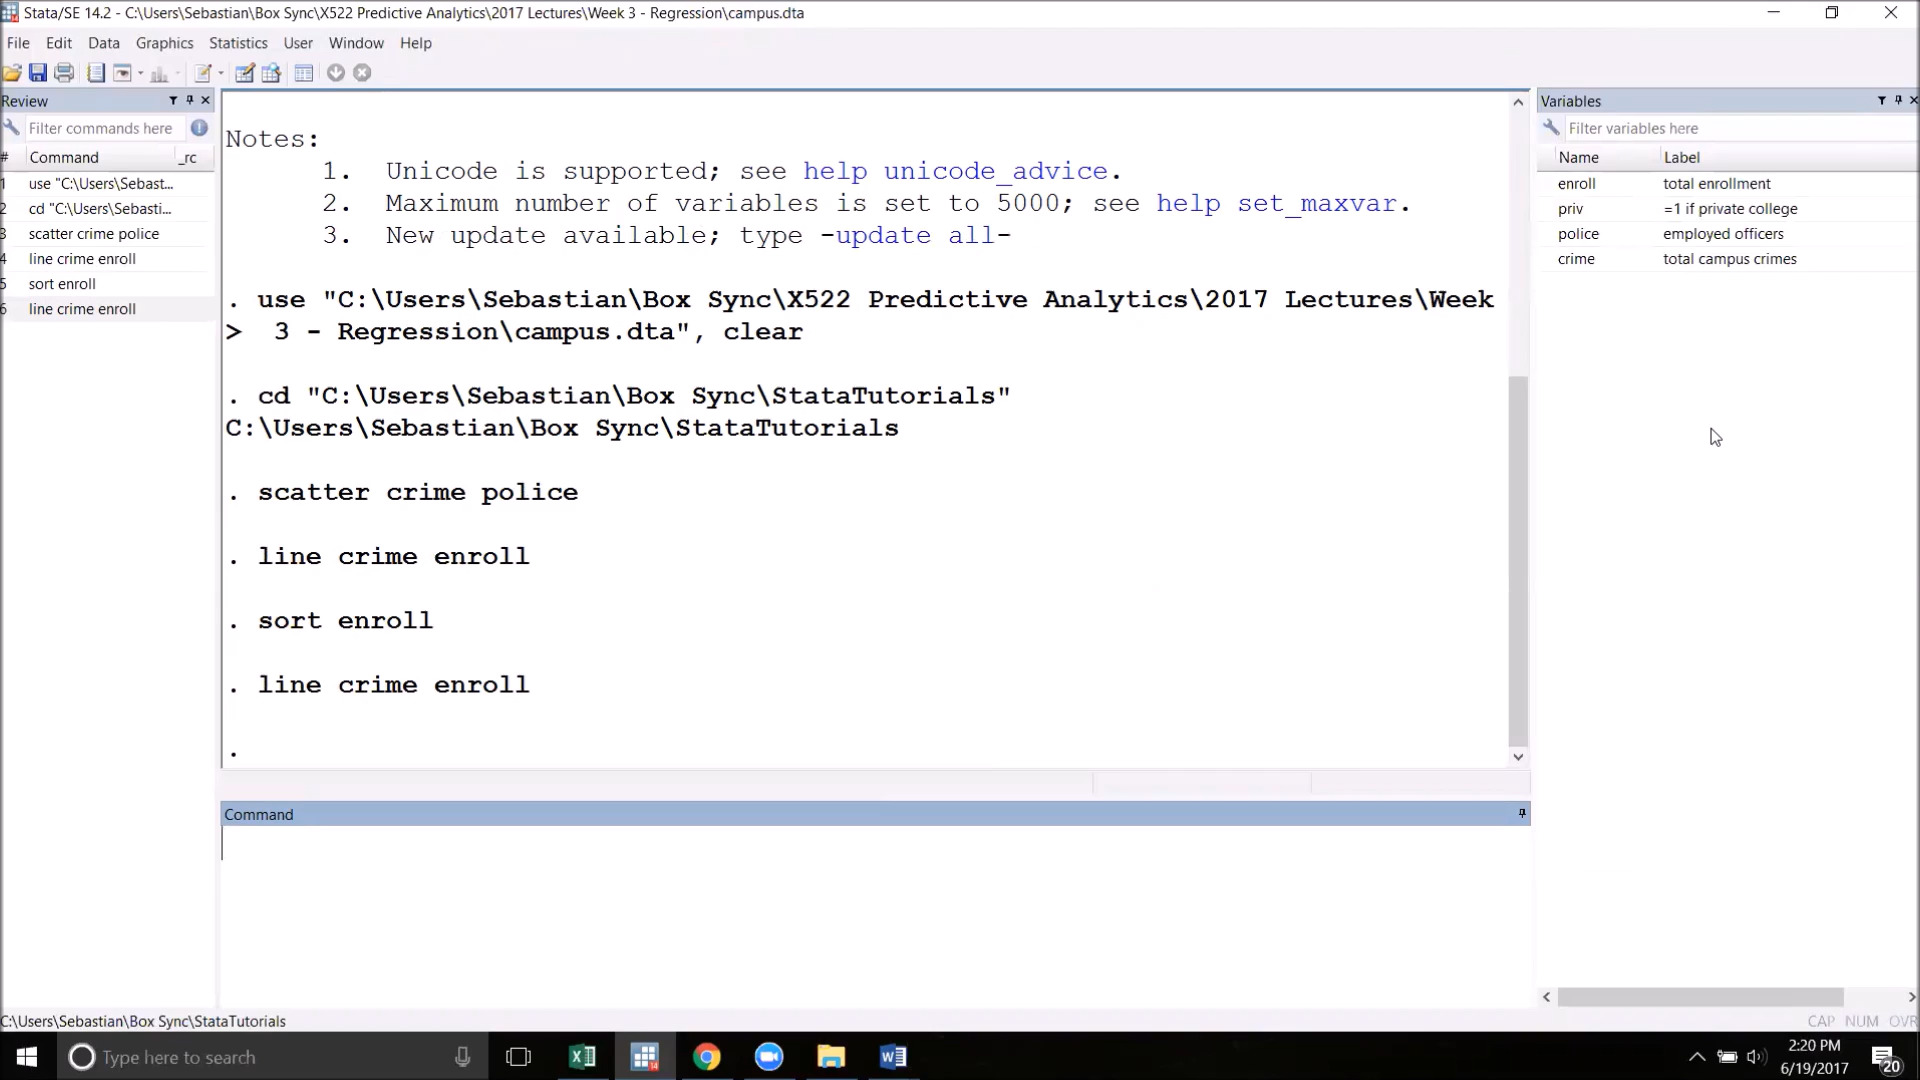 Stata/SE 14.2 - C:\Users\Sebastian\Box Sync\X522 Predictive Analytics\2017 Lectures\Week 3 - Regression\campus.dta
File Edit Data Graphics Statistics User Window Help
Review
Filter commands here
# Command _rc
1 use "C:\Users\Sebast...
2 cd "C:\Users\Sebasti...
3 scatter crime police
4 line crime enroll
5 sort enroll
6 line crime enroll
Notes:
1. Unicode is supported; see help unicode_advice.
2. Maximum number of variables is set to 5000; see help set_maxvar.
3. New update available; type -update all-
. use "C:\Users\Sebastian\Box Sync\X522 Predictive Analytics\2017 Lectures\Week
> 3 - Regression\campus.dta", clear
. cd "C:\Users\Sebastian\Box Sync\StataTutorials"
C:\Users\Sebastian\Box Sync\StataTutorials
. scatter crime police
. line crime enroll
. sort enroll
. line crime enroll
.
Command
Variables
Filter variables here
Name Label
enroll total enrollment
priv =1 if private college
police employed officers
crime total campus crimes
C:\Users\Sebastian\Box Sync\StataTutorials
CAP NUM OVR
Type here to search
2:20 PM
6/19/2017
20